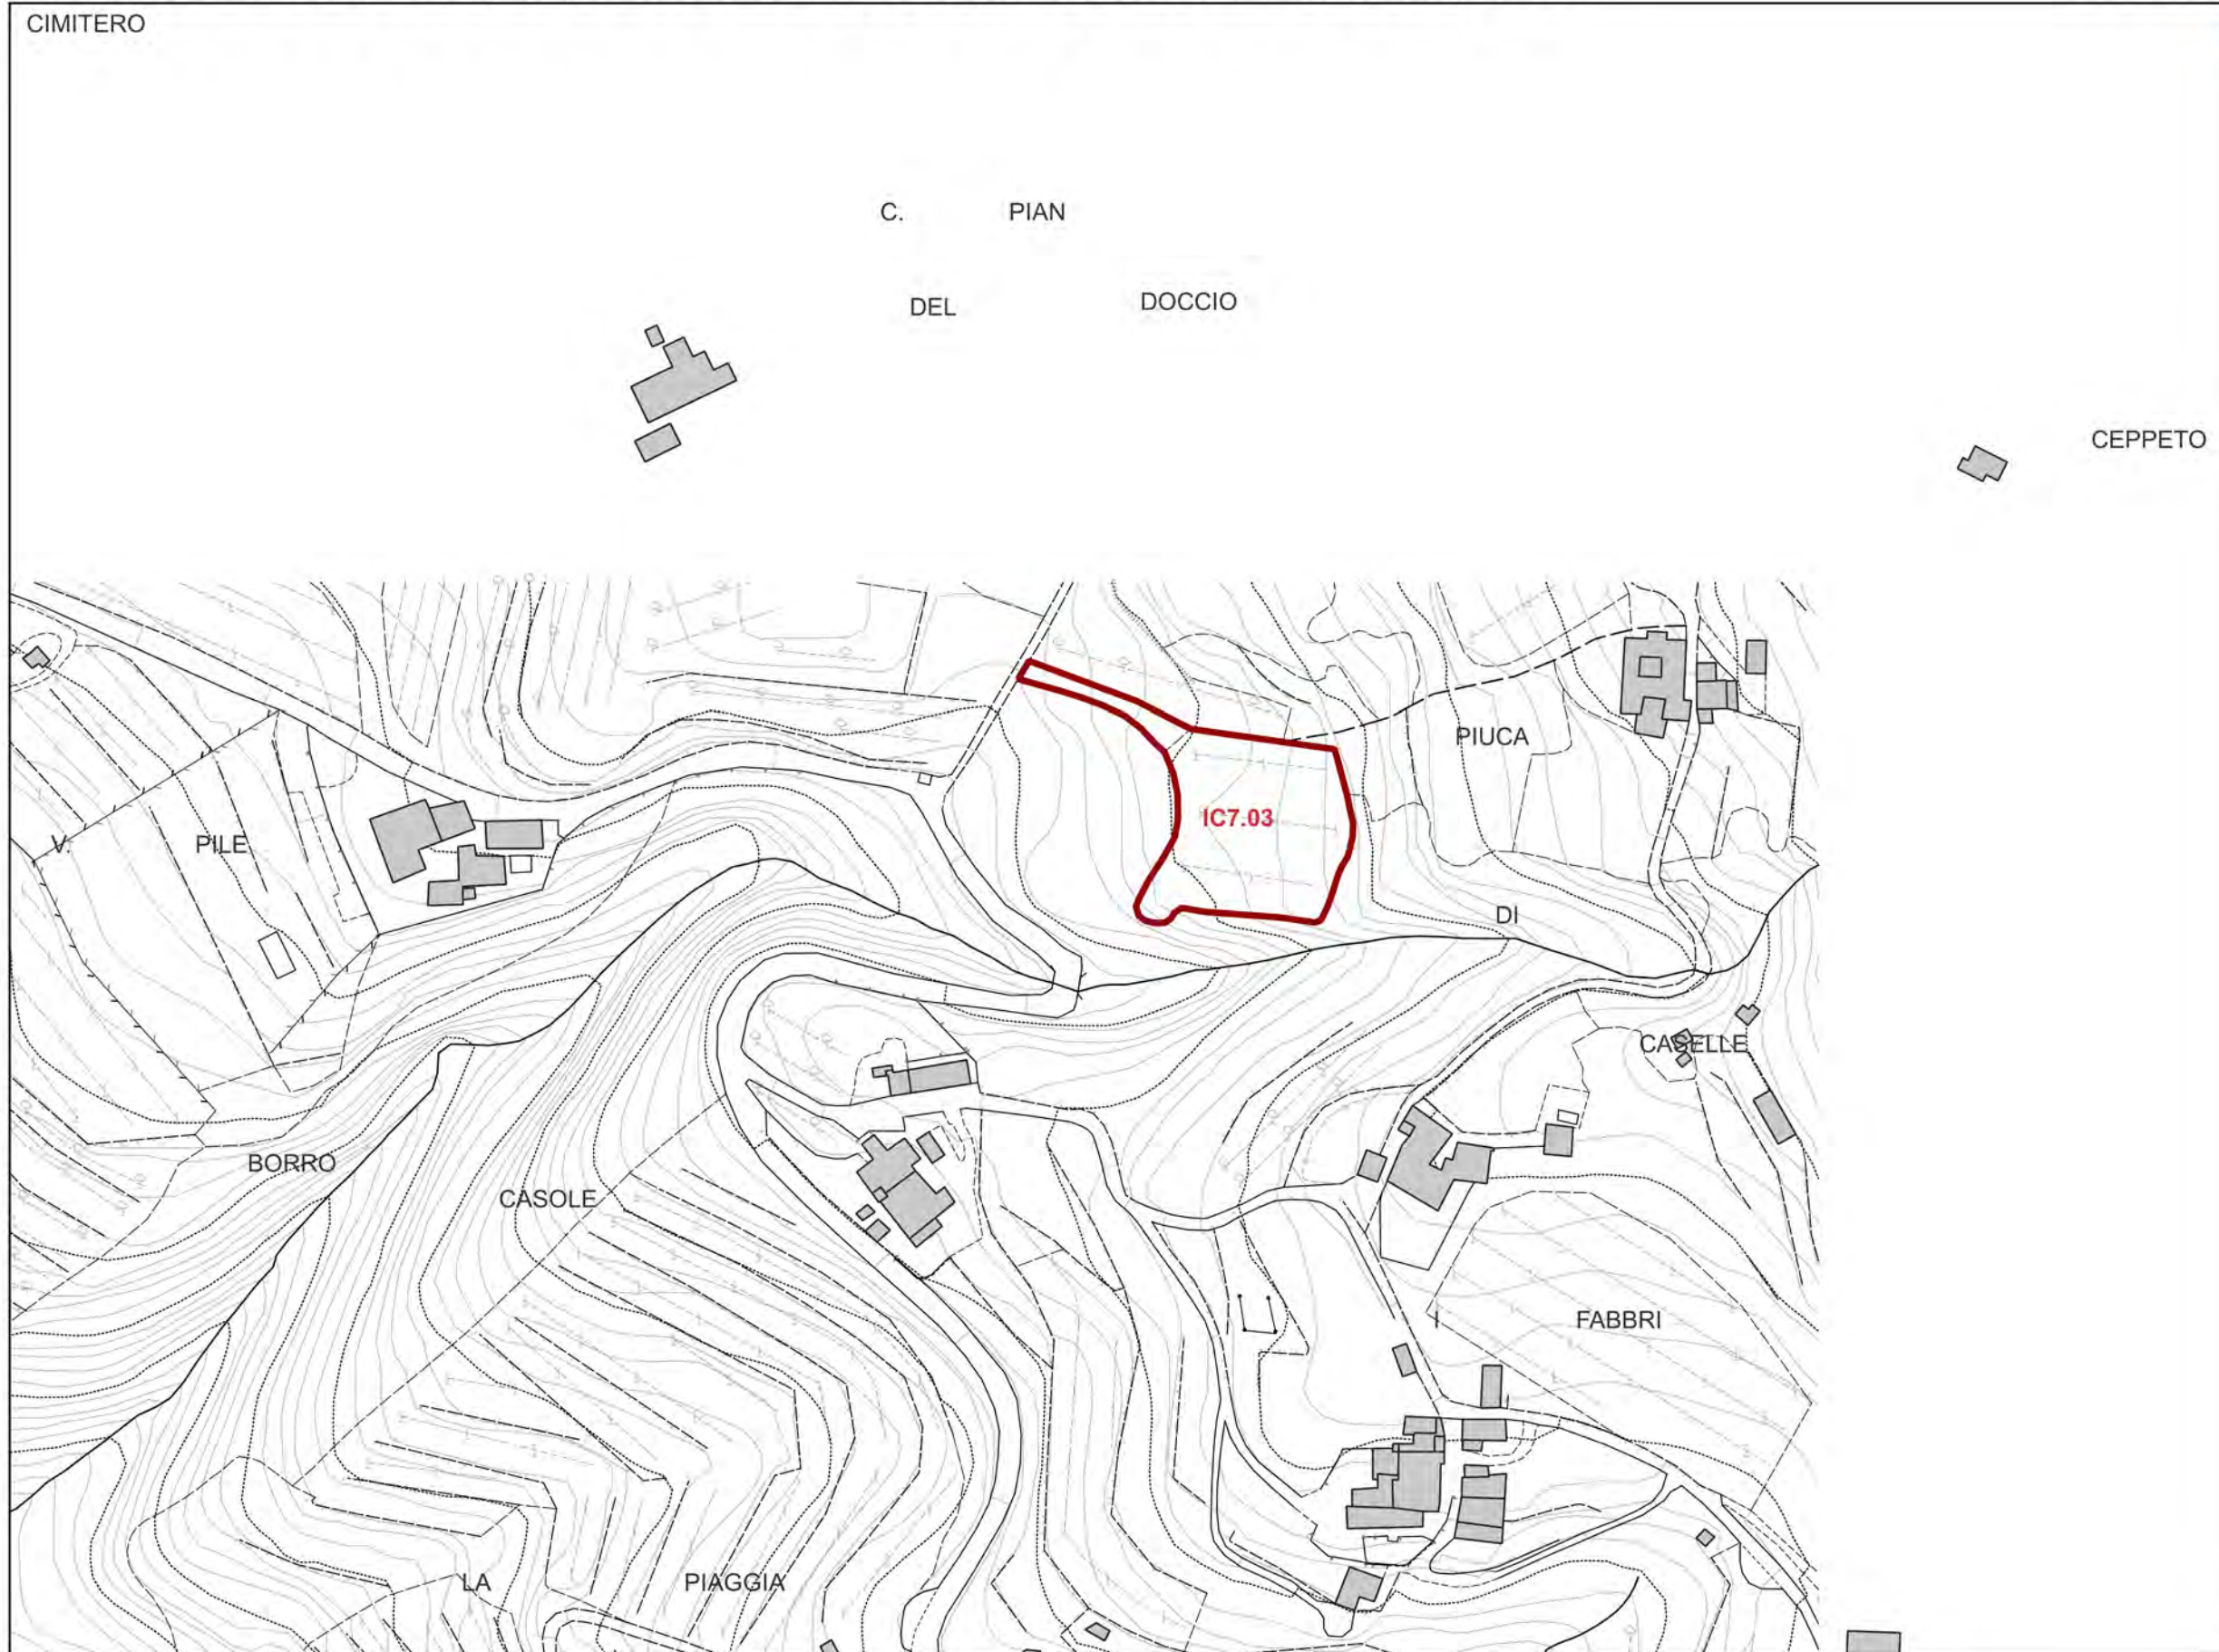 CIMITERO
C. PIAN
DEL DOCCIO
CEPPETO
PIUCA
IC7.03
V. PILE
DI
CASELLE
BORRO
CASOLE
I FABBRI
LA PIAGGIA